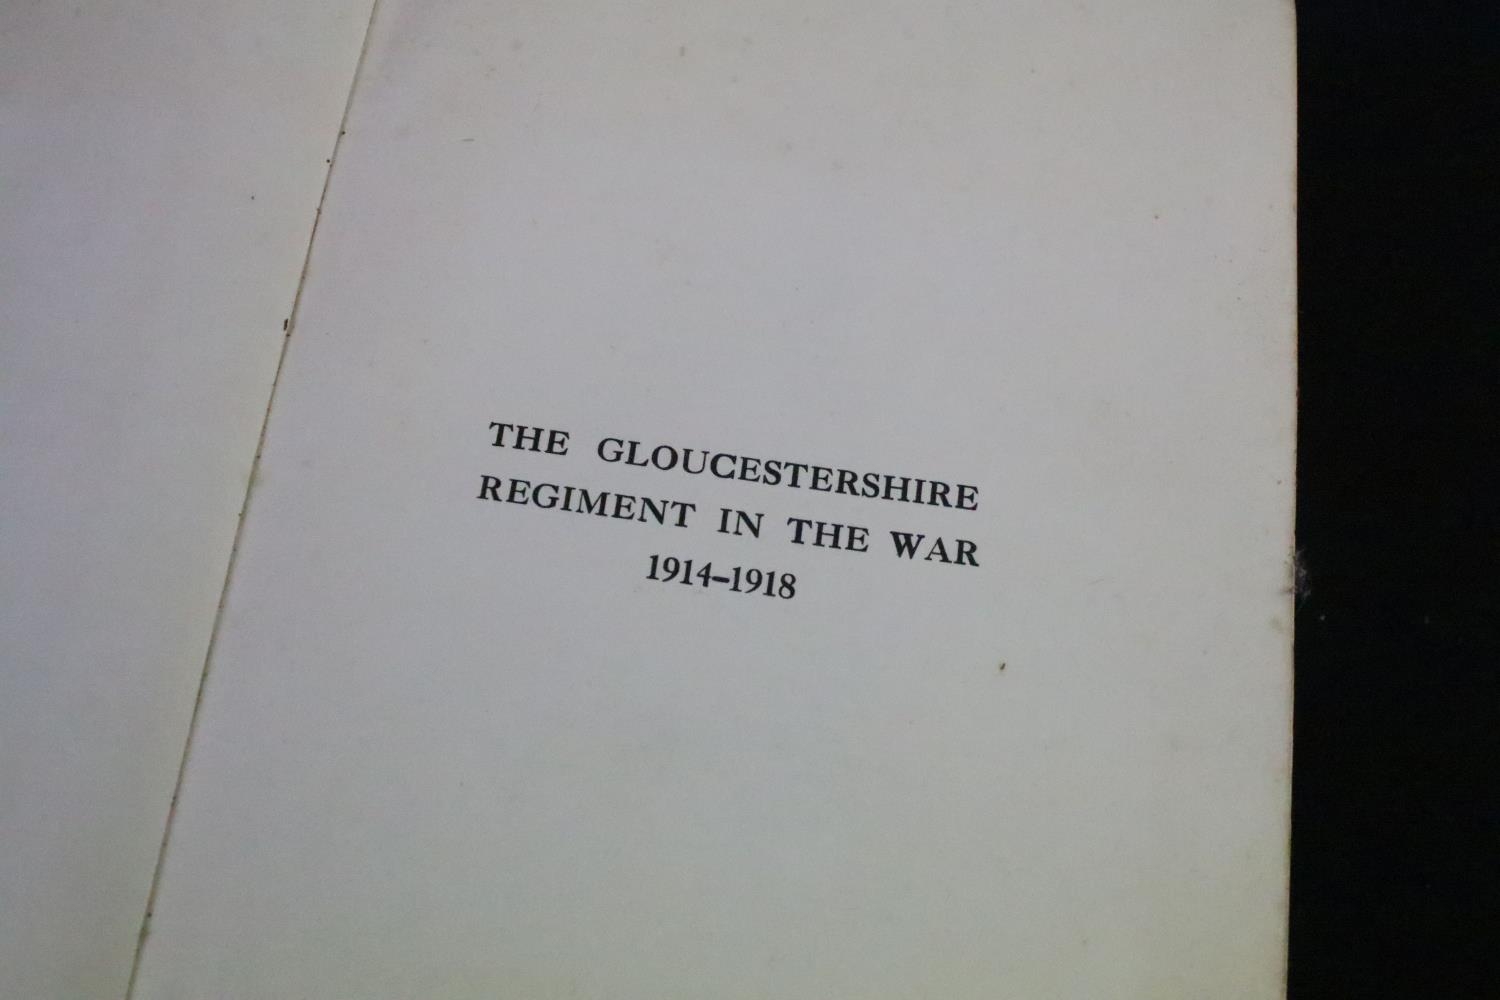 THE GLOUCESTERSHIRE
REGIMENT IN THE WAR
1914–1918